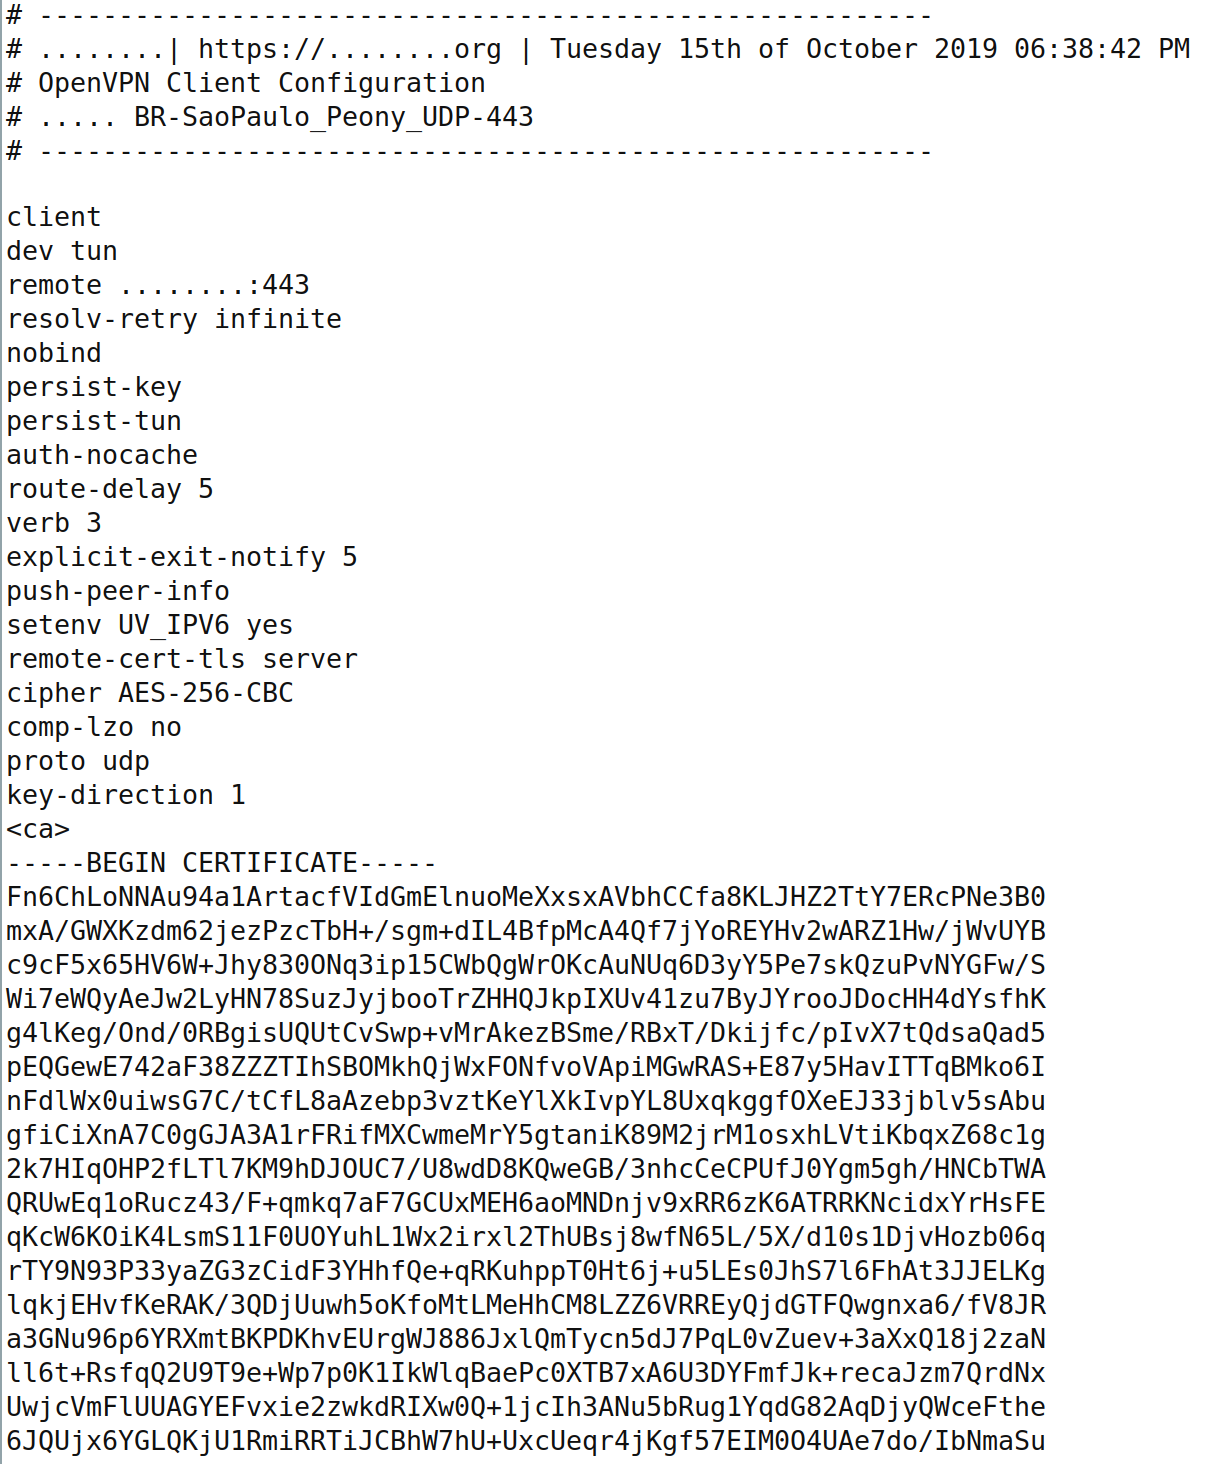 # --------------------------------------------------------
# ........| https://........org | Tuesday 15th of October 2019 06:38:42 PM
# OpenVPN Client Configuration
# ..... BR-SaoPaulo_Peony_UDP-443
# --------------------------------------------------------
client
dev tun
remote ........:443
resolv-retry infinite
nobind
persist-key
persist-tun
auth-nocache
route-delay 5
verb 3
explicit-exit-notify 5
push-peer-info
setenv UV_IPV6 yes
remote-cert-tls server
cipher AES-256-CBC
comp-lzo no
proto udp
key-direction 1
<ca>
-----BEGIN CERTIFICATE-----
Fn6ChLoNNAu94a1ArtacfVIdGmElnuoMeXxsxAVbhCCfa8KLJHZ2TtY7ERcPNe3B0
mxA/GWXKzdm62jezPzcTbH+/sgm+dIL4BfpMcA4Qf7jYoREYHv2wARZ1Hw/jWvUYB
c9cF5x65HV6W+Jhy830ONq3ip15CWbQgWrOKcAuNUq6D3yY5Pe7skQzuPvNYGFw/S
Wi7eWQyAeJw2LyHN78SuzJyjbooTrZHHQJkpIXUv41zu7ByJYrooJDocHH4dYsfhK
g4lKeg/Ond/0RBgisUQUtCvSwp+vMrAkezBSme/RBxT/Dkijfc/pIvX7tQdsaQad5
pEQGewE742aF38ZZZTIhSBOMkhQjWxFONfvoVApiMGwRAS+E87y5HavITTqBMko6I
nFdlWx0uiwsG7C/tCfL8aAzebp3vztKeYlXkIvpYL8UxqkggfOXeEJ33jblv5sAbu
gfiCiXnA7C0gGJA3A1rFRifMXCwmeMrY5gtaniK89M2jrM1osxhLVtiKbqxZ68c1g
2k7HIqOHP2fLTl7KM9hDJOUC7/U8wdD8KQweGB/3nhcCeCPUfJ0Ygm5gh/HNCbTWA
QRUwEq1oRucz43/F+qmkq7aF7GCUxMEH6aoMNDnjv9xRR6zK6ATRRKNcidxYrHsFE
qKcW6KOiK4LsmS11F0UOYuhL1Wx2irxl2ThUBsj8wfN65L/5X/d10s1DjvHozb06q
rTY9N93P33yaZG3zCidF3YHhfQe+qRKuhppT0Ht6j+u5LEs0JhS7l6FhAt3JJELKg
lqkjEHvfKeRAK/3QDjUuwh5oKfoMtLMeHhCM8LZZ6VRREyQjdGTFQwgnxa6/fV8JR
a3GNu96p6YRXmtBKPDKhvEUrgWJ886JxlQmTycn5dJ7PqL0vZuev+3aXxQ18j2zaN
ll6t+RsfqQ2U9T9e+Wp7p0K1IkWlqBaePc0XTB7xA6U3DYFmfJk+recaJzm7QrdNx
UwjcVmFlUUAGYEFvxie2zwkdRIXw0Q+1jcIh3ANu5bRug1YqdG82AqDjyQWceFthe
6JQUjx6YGLQKjU1RmiRRTiJCBhW7hU+UxcUeqr4jKgf57EIM0O4UAe7do/IbNmaSu